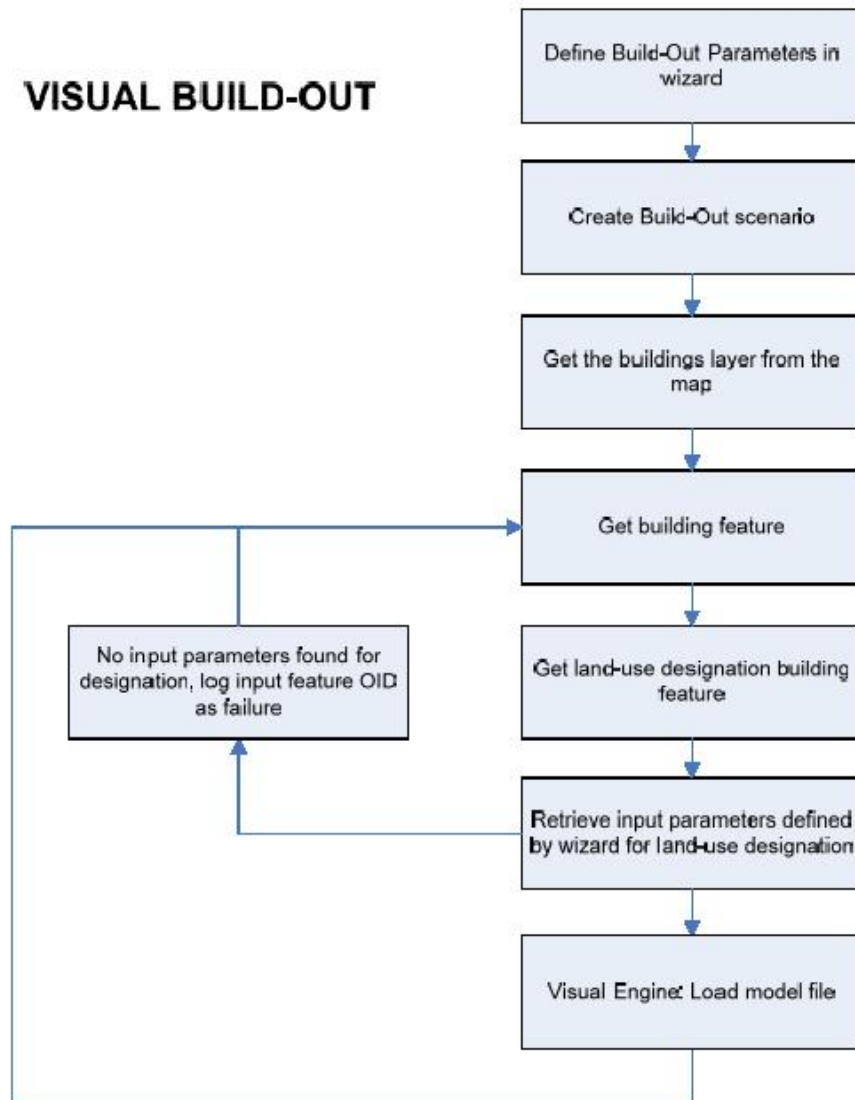 VISUAL BUILD-OUT
Define Build-Out Parameters in
wizard
Create Build-Out scenario
Get the buildings layer from the
map
Get building feature
No input parameters found for
designation, log input feature OID
as failure
Get land-use designation building
feature
Retrieve input parameters defined
by wizard for land-use designation
Visual Engine: Load model file